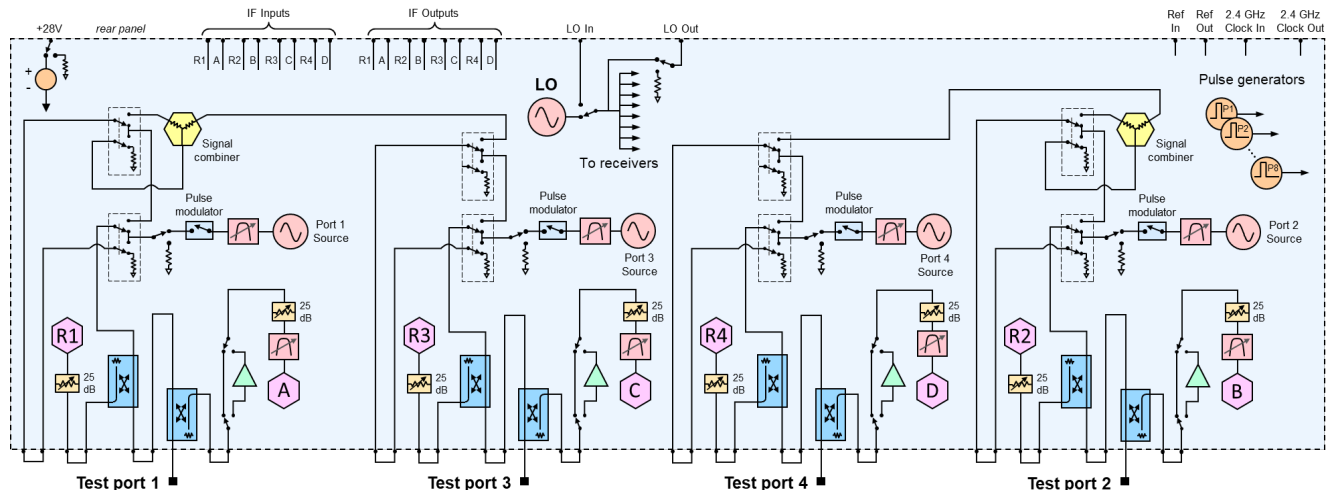 IF Inputs
IF Outputs
Ref In
Ref Out
2.4 GHz Clock In
2.4 GHz Clock Out
+28V
rear panel
LO In
LO Out
R1 A R2 B R3 C R4 D
R1 A R2 B R3 C R4 D
+
-
LO
To receivers
Pulse generators
P1
P2
P8
Signal combiner
Signal combiner
Pulse modulator
Port 1 Source
Pulse modulator
Port 3 Source
Pulse modulator
Port 4 Source
Pulse modulator
Port 2 Source
R1
25 dB
25 dB
A
R3
25 dB
25 dB
C
R4
25 dB
25 dB
D
R2
25 dB
25 dB
B
Test port 1
Test port 3
Test port 4
Test port 2